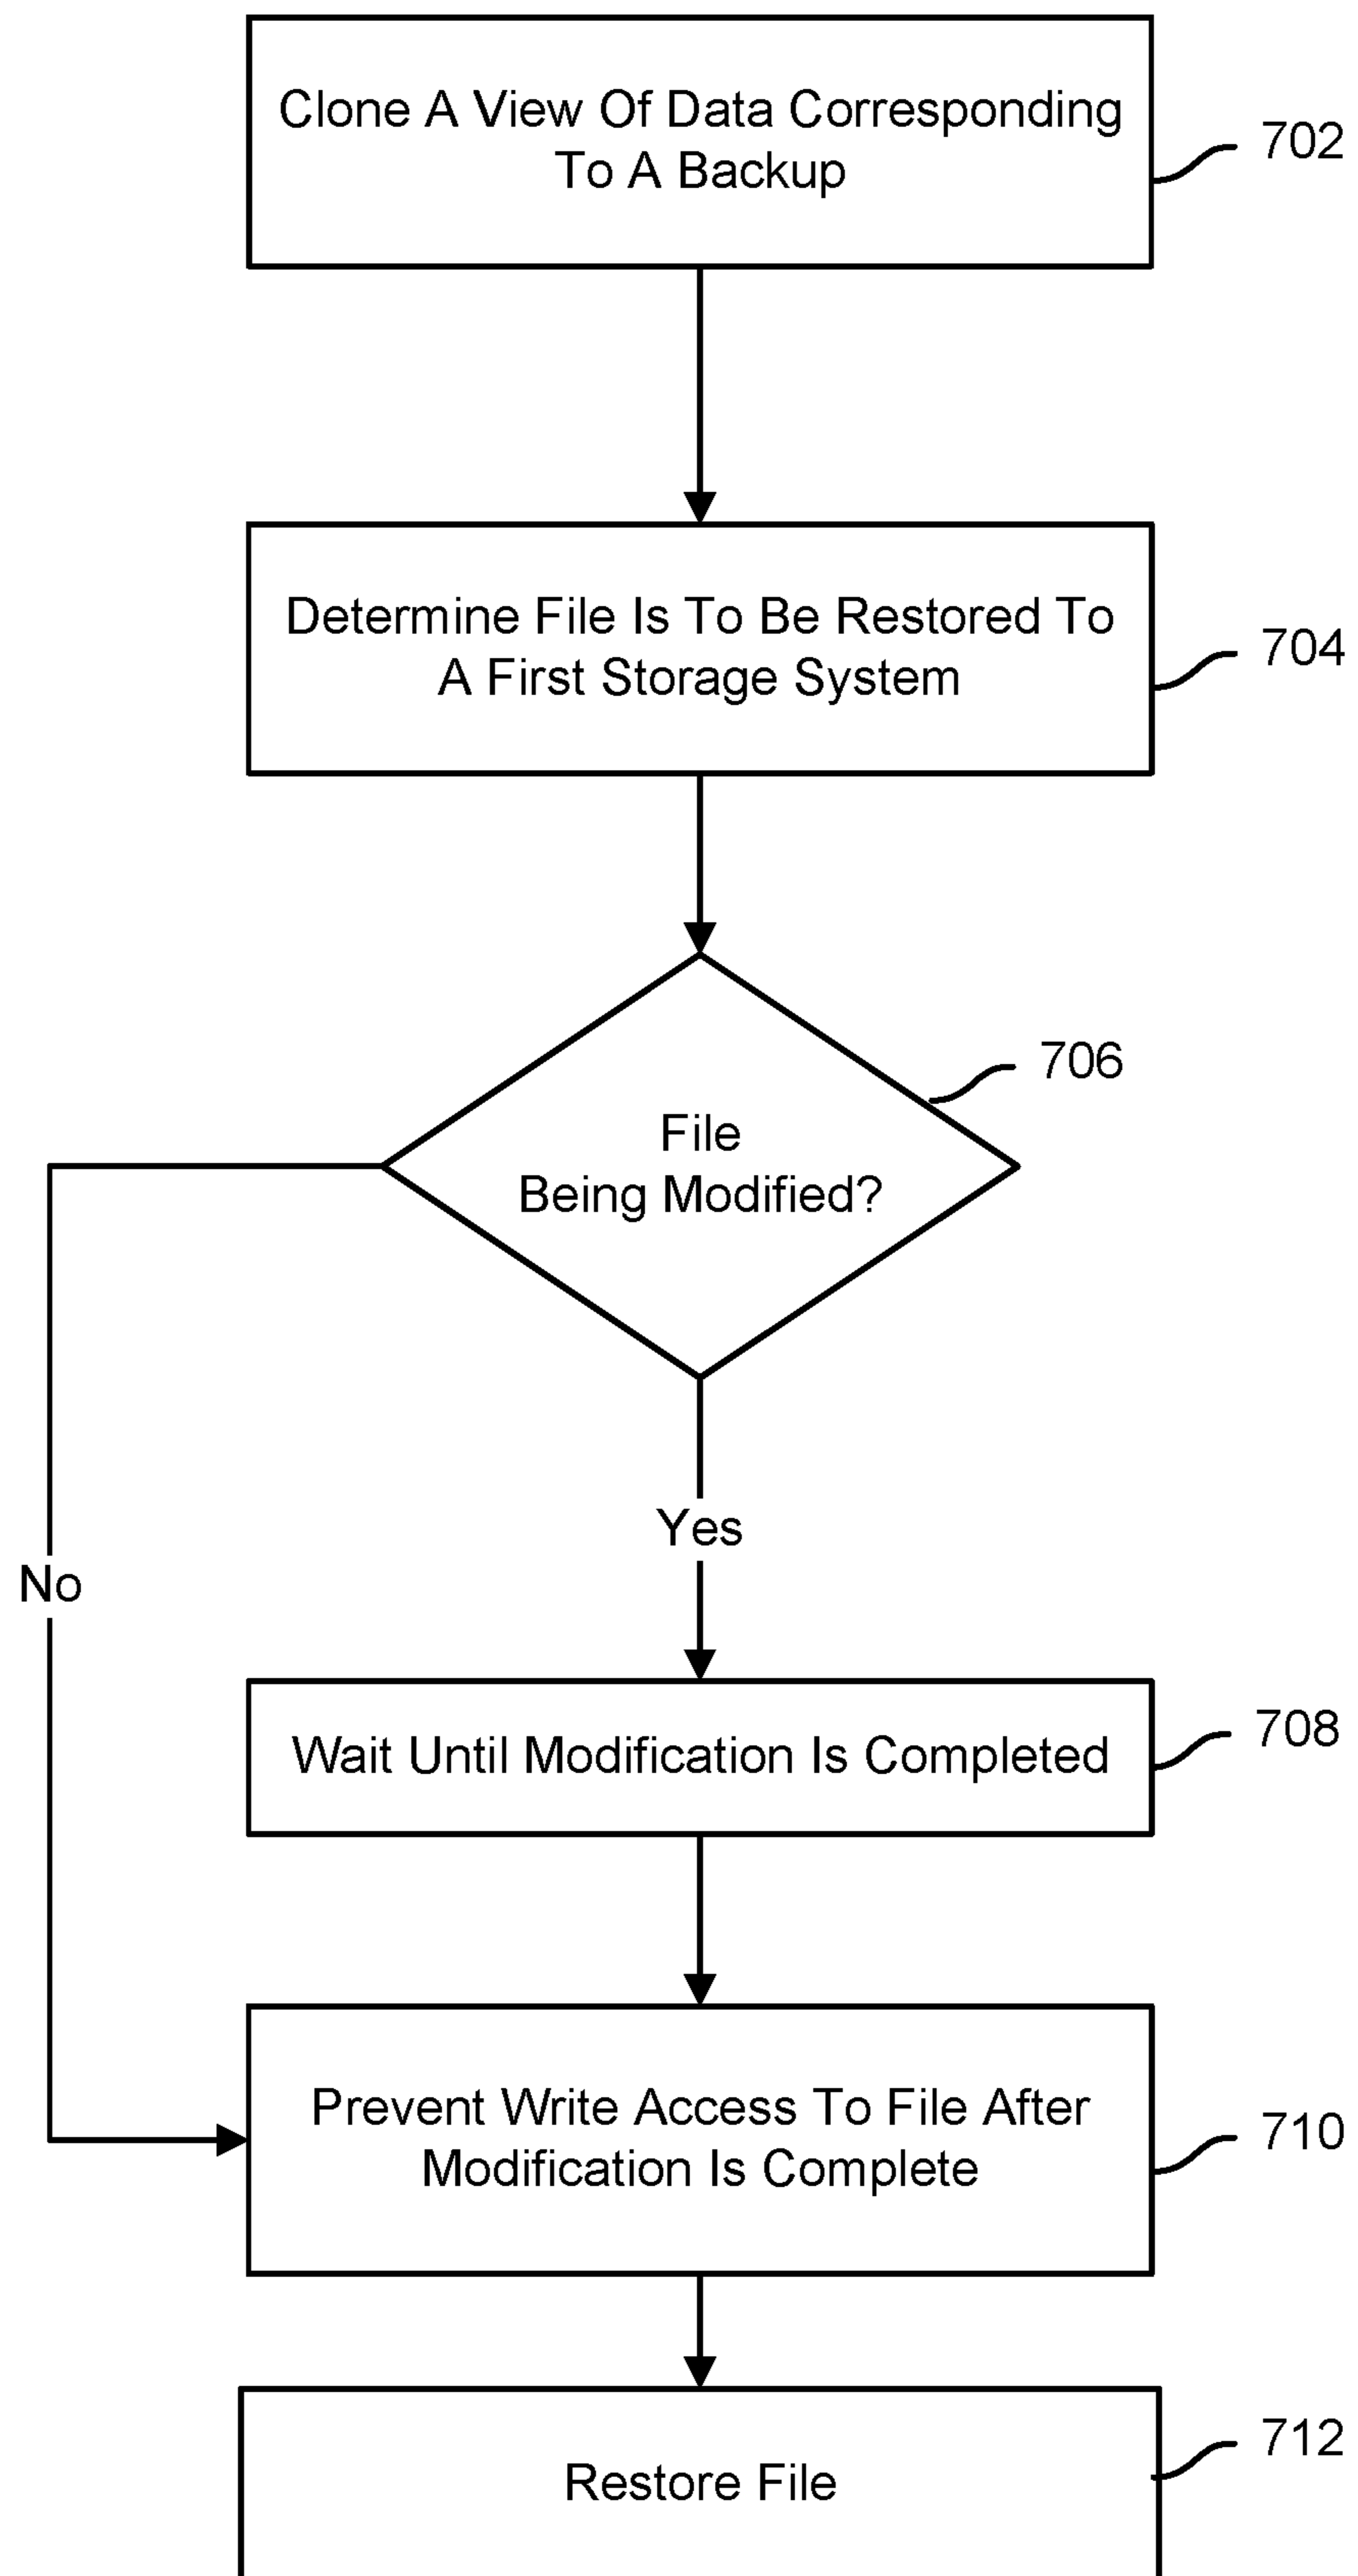 Clone A View Of Data Corresponding
To A Backup
702
Determine File Is To Be Restored To
A First Storage System
704
706
File
Being Modified?
Yes
No
Wait Until Modification Is Completed
708
Prevent Write Access To File After
Modification Is Complete
710
Restore File
712